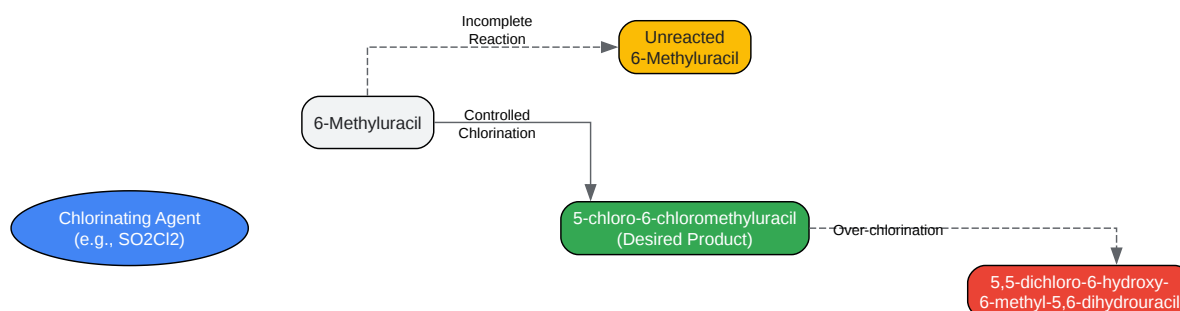 Incomplete
Reaction
Unreacted
6-Methyluracil
6-Methyluracil
Controlled
Chlorination
Chlorinating Agent
(e.g., SO2Cl2)
5-chloro-6-chloromethyluracil
(Desired Product)
Over-chlorination
5,5-dichloro-6-hydroxy-
6-methyl-5,6-dihydrouracil